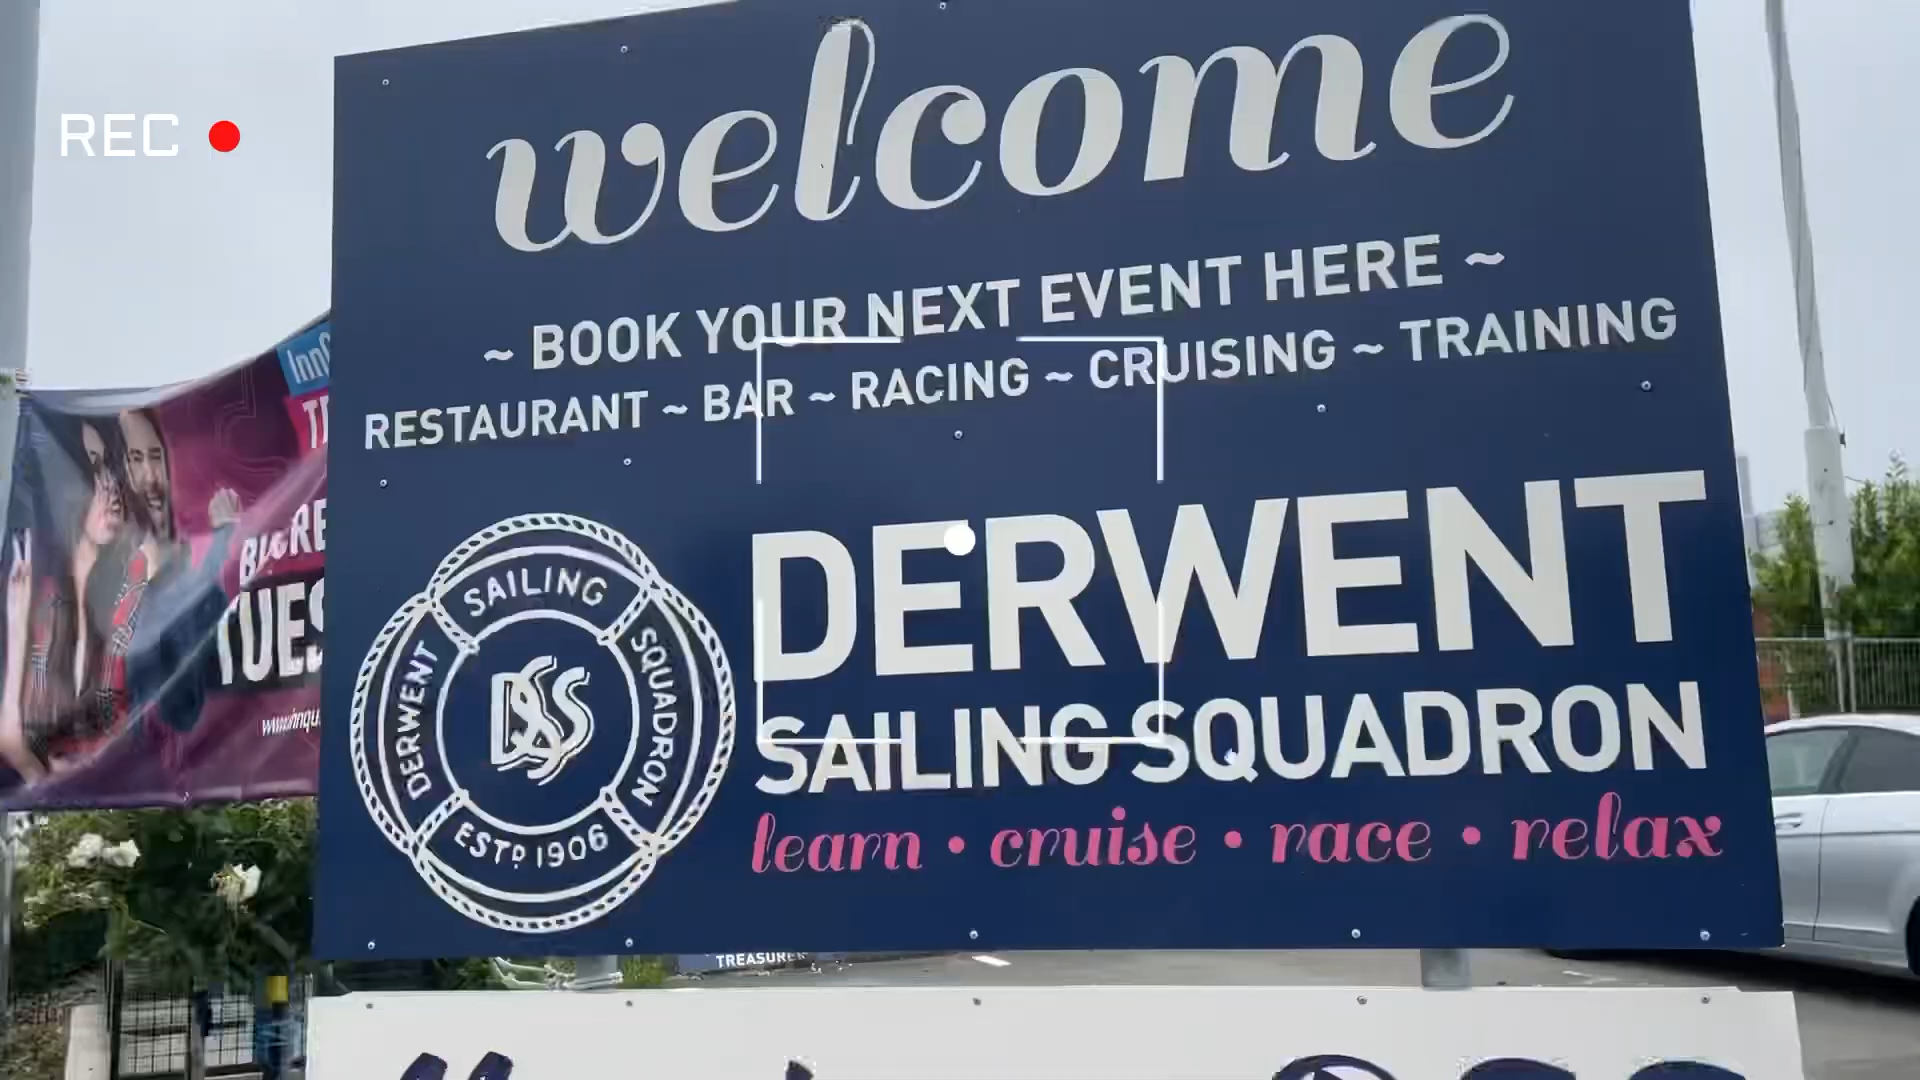 REC
welcome
~ BOOK YOUR NEXT EVENT HERE ~
RESTAURANT ~ BAR ~ RACING ~ CRUISING ~ TRAINING
DERWENT
SAILING SQUADRON
learn • cruise • race • relax
SAILING
SQUADRON
DERWENT
DSS
ESTD 1906
TUES
TREASURER